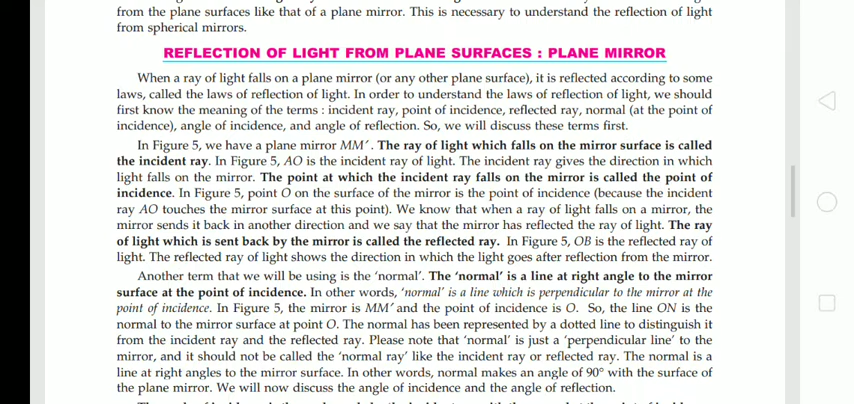 from the plane surfaces like that of a plane mirror. This is necessary to understand the reflection of light
from spherical mirrors.
REFLECTION OF LIGHT FROM PLANE SURFACES : PLANE MIRROR
When a ray of light falls on a plane mirror (or any other plane surface), it is reflected according to some
laws, called the laws of reflection of light. In order to understand the laws of reflection of light, we should
first know the meaning of the terms : incident ray, point of incidence, reflected ray, normal (at the point of
incidence), angle of incidence, and angle of reflection. So, we will discuss these terms first.
In Figure 5, we have a plane mirror MM′. The ray of light which falls on the mirror surface is called
the incident ray. In Figure 5, AO is the incident ray of light. The incident ray gives the direction in which
light falls on the mirror. The point at which the incident ray falls on the mirror is called the point of
incidence. In Figure 5, point O on the surface of the mirror is the point of incidence (because the incident
ray AO touches the mirror surface at this point). We know that when a ray of light falls on a mirror, the
mirror sends it back in another direction and we say that the mirror has reflected the ray of light. The ray
of light which is sent back by the mirror is called the reflected ray. In Figure 5, OB is the reflected ray of
light. The reflected ray of light shows the direction in which the light goes after reflection from the mirror.
Another term that we will be using is the ‘normal’. The ‘normal’ is a line at right angle to the mirror
surface at the point of incidence. In other words, ‘normal’ is a line which is perpendicular to the mirror at the
point of incidence. In Figure 5, the mirror is MM′ and the point of incidence is O. So, the line ON is the
normal to the mirror surface at point O. The normal has been represented by a dotted line to distinguish it
from the incident ray and the reflected ray. Please note that ‘normal’ is just a ‘perpendicular line’ to the
mirror, and it should not be called the ‘normal ray’ like the incident ray or reflected ray. The normal is a
line at right angles to the mirror surface. In other words, normal makes an angle of 90° with the surface of
the plane mirror. We will now discuss the angle of incidence and the angle of reflection.